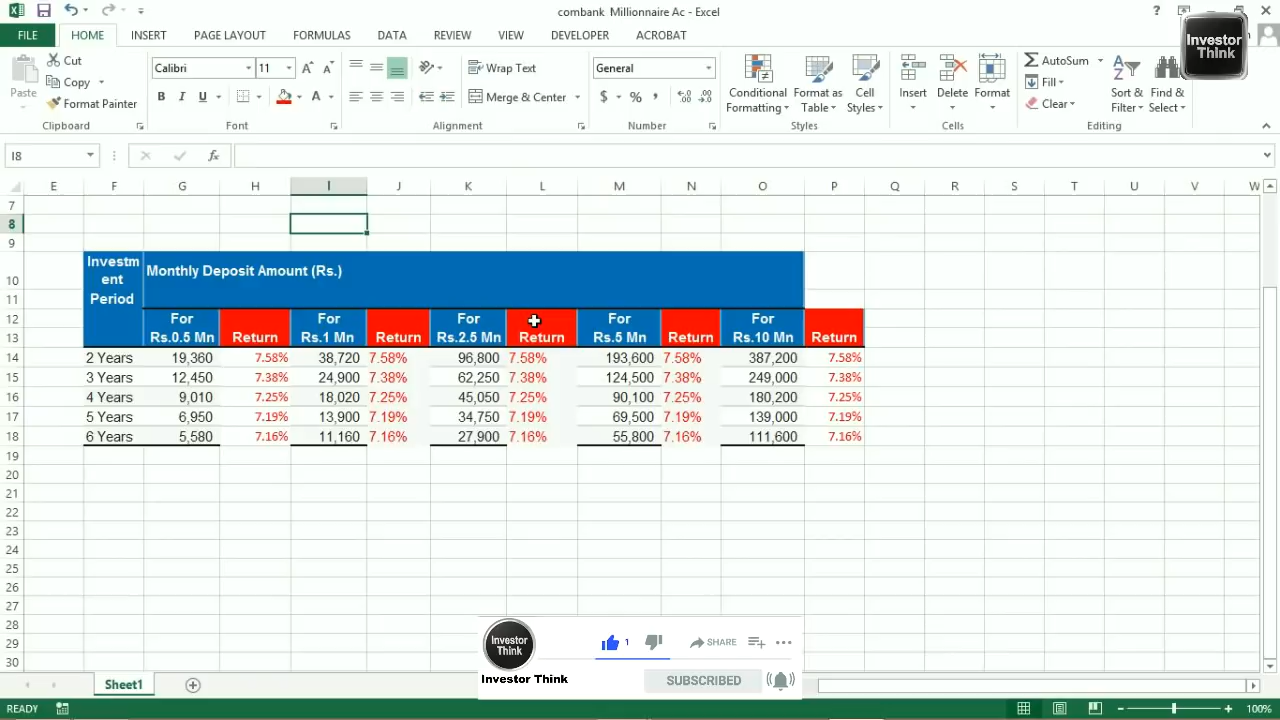 combank Millionnaire Ac - Excel
?
Investor
Think
FILE HOME INSERT PAGE LAYOUT FORMULAS DATA REVIEW VIEW DEVELOPER ACROBAT
Paste
Cut
Copy
Format Painter
Clipboard
Calibri 11
B I U
Font
Wrap Text
Merge & Center
Alignment
General
$ % ,
Number
Conditional
Formatting
Format as
Table
Cell
Styles
Styles
Insert Delete Format
Cells
AutoSum
Fill
Clear
Sort &
Filter
Find &
Select
Editing
I8
fx
E F G H I J K L M N O P Q R S T U V W
7
8
9
10
11
12
13
14
15
16
17
18
19
20
21
22
23
24
25
26
27
28
29
30
Investm
ent
Period
Monthly Deposit Amount (Rs.)
For
Rs.0.5 Mn
Return
For
Rs.1 Mn
Return
For
Rs.2.5 Mn
Return
For
Rs.5 Mn
Return
For
Rs.10 Mn
Return
2 Years 19,360 7.58% 38,720 7.58% 96,800 7.58% 193,600 7.58% 387,200 7.58%
3 Years 12,450 7.38% 24,900 7.38% 62,250 7.38% 124,500 7.38% 249,000 7.38%
4 Years 9,010 7.25% 18,020 7.25% 45,050 7.25% 90,100 7.25% 180,200 7.25%
5 Years 6,950 7.19% 13,900 7.19% 34,750 7.19% 69,500 7.19% 139,000 7.19%
6 Years 5,580 7.16% 11,160 7.16% 27,900 7.16% 55,800 7.16% 111,600 7.16%
Investor
Think
1
SHARE
Investor Think
SUBSCRIBED
Sheet1
READY
100%